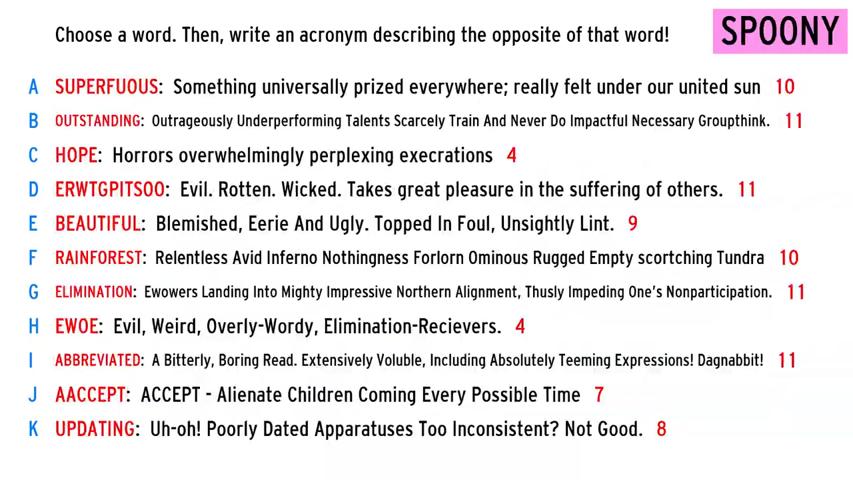 Choose a word. Then, write an acronym describing the opposite of that word!
SPOONY
A SUPERFUOUS: Something universally prized everywhere; really felt under our united sun 10
B OUTSTANDING: Outrageously Underperforming Talents Scarcely Train And Never Do Impactful Necessary Groupthink. 11
C HOPE: Horrors overwhelmingly perplexing execrations 4
D ERWTGPITSOO: Evil. Rotten. Wicked. Takes great pleasure in the suffering of others. 11
E BEAUTIFUL: Blemished, Eerie And Ugly. Topped In Foul, Unsightly Lint. 9
F RAINFOREST: Relentless Avid Inferno Nothingness Forlorn Ominous Rugged Empty scortching Tundra 10
G ELIMINATION: Ewowers Landing Into Mighty Impressive Northern Alignment, Thusly Impeding One's Nonparticipation. 11
H EWOE: Evil, Weird, Overly-Wordy, Elimination-Recievers. 4
I ABBREVIATED: A Bitterly, Boring Read. Extensively Voluble, Including Absolutely Teeming Expressions! Dagnabbit! 11
J AACCEPT: ACCEPT - Alienate Children Coming Every Possible Time 7
K UPDATING: Uh-oh! Poorly Dated Apparatuses Too Inconsistent? Not Good. 8